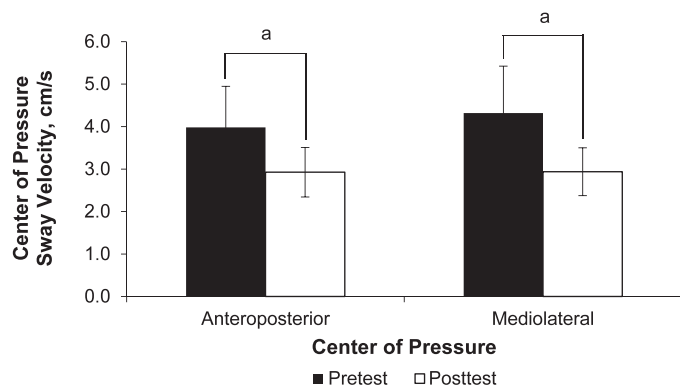 a
a
6.0
5.0
4.0
3.0
2.0
1.0
0.0
Center of Pressure
Sway Velocity, cm/s
Anteroposterior
Mediolateral
Center of Pressure
Pretest
Posttest